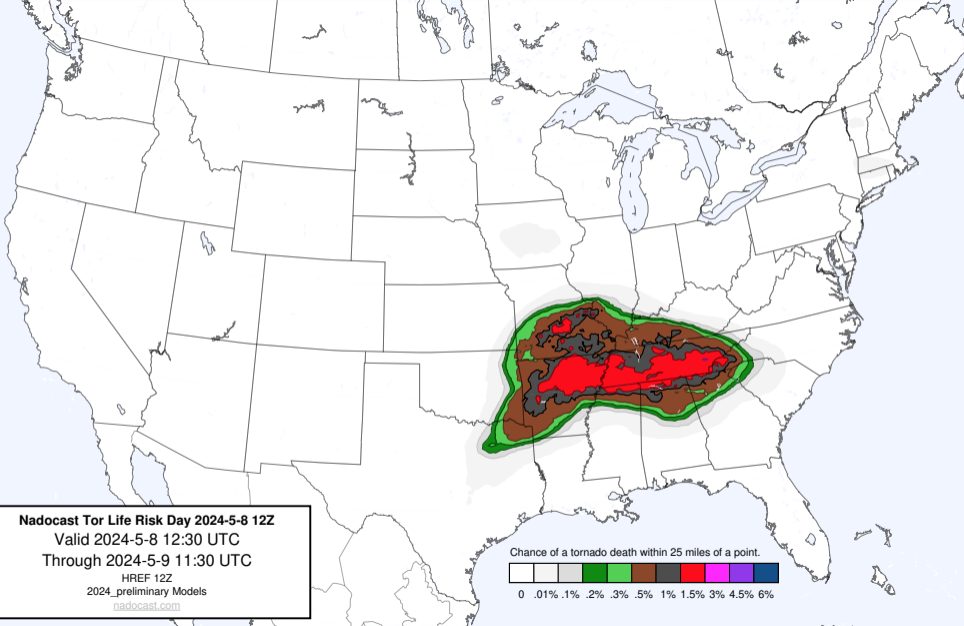 Nadocast Tor Life Risk Day 2024-5-8 12Z
Valid 2024-5-8 12:30 UTC
Through 2024-5-9 11:30 UTC
HREF 12Z
2024_preliminary Models
nadocast.com
Chance of a tornado death within 25 miles of a point.
0 .01% .1% .2% .3% .5% 1% 1.5% 3% 4.5% 6%